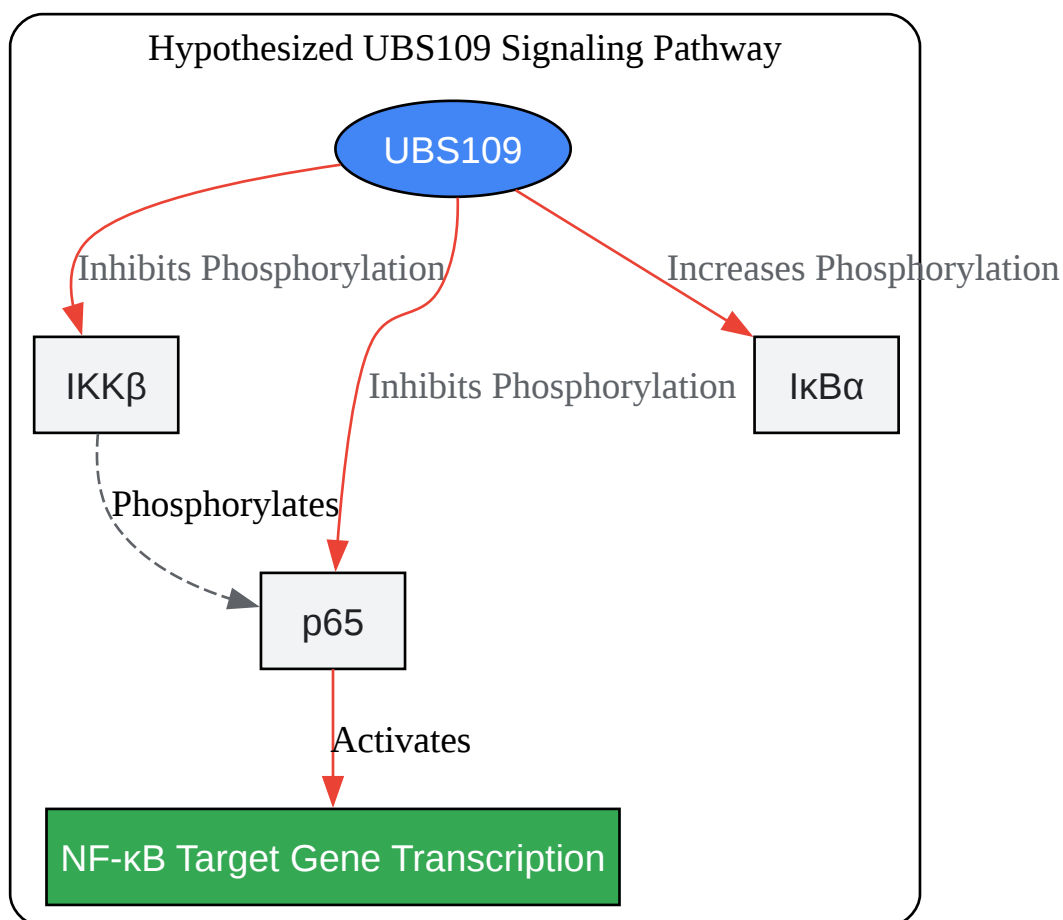 Hypothesized UBS109 Signaling Pathway
UBS109
Inhibits Phosphorylation
Increases Phosphorylation
IKKβ
Inhibits Phosphorylation
IκBα
Phosphorylates
p65
Activates
NF-κB Target Gene Transcription